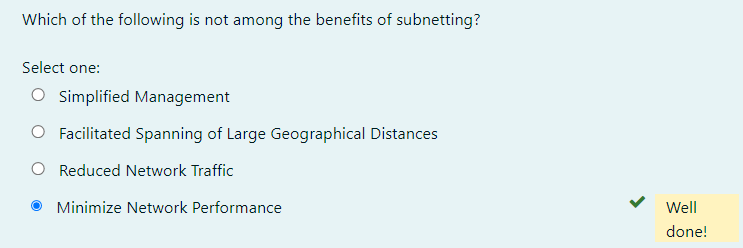 Which of the following is not among the benefits of subnetting?
Select one:
Simplified Management
Facilitated Spanning of Large Geographical Distances
Reduced Network Traffic
Minimize Network Performance
Well
done!